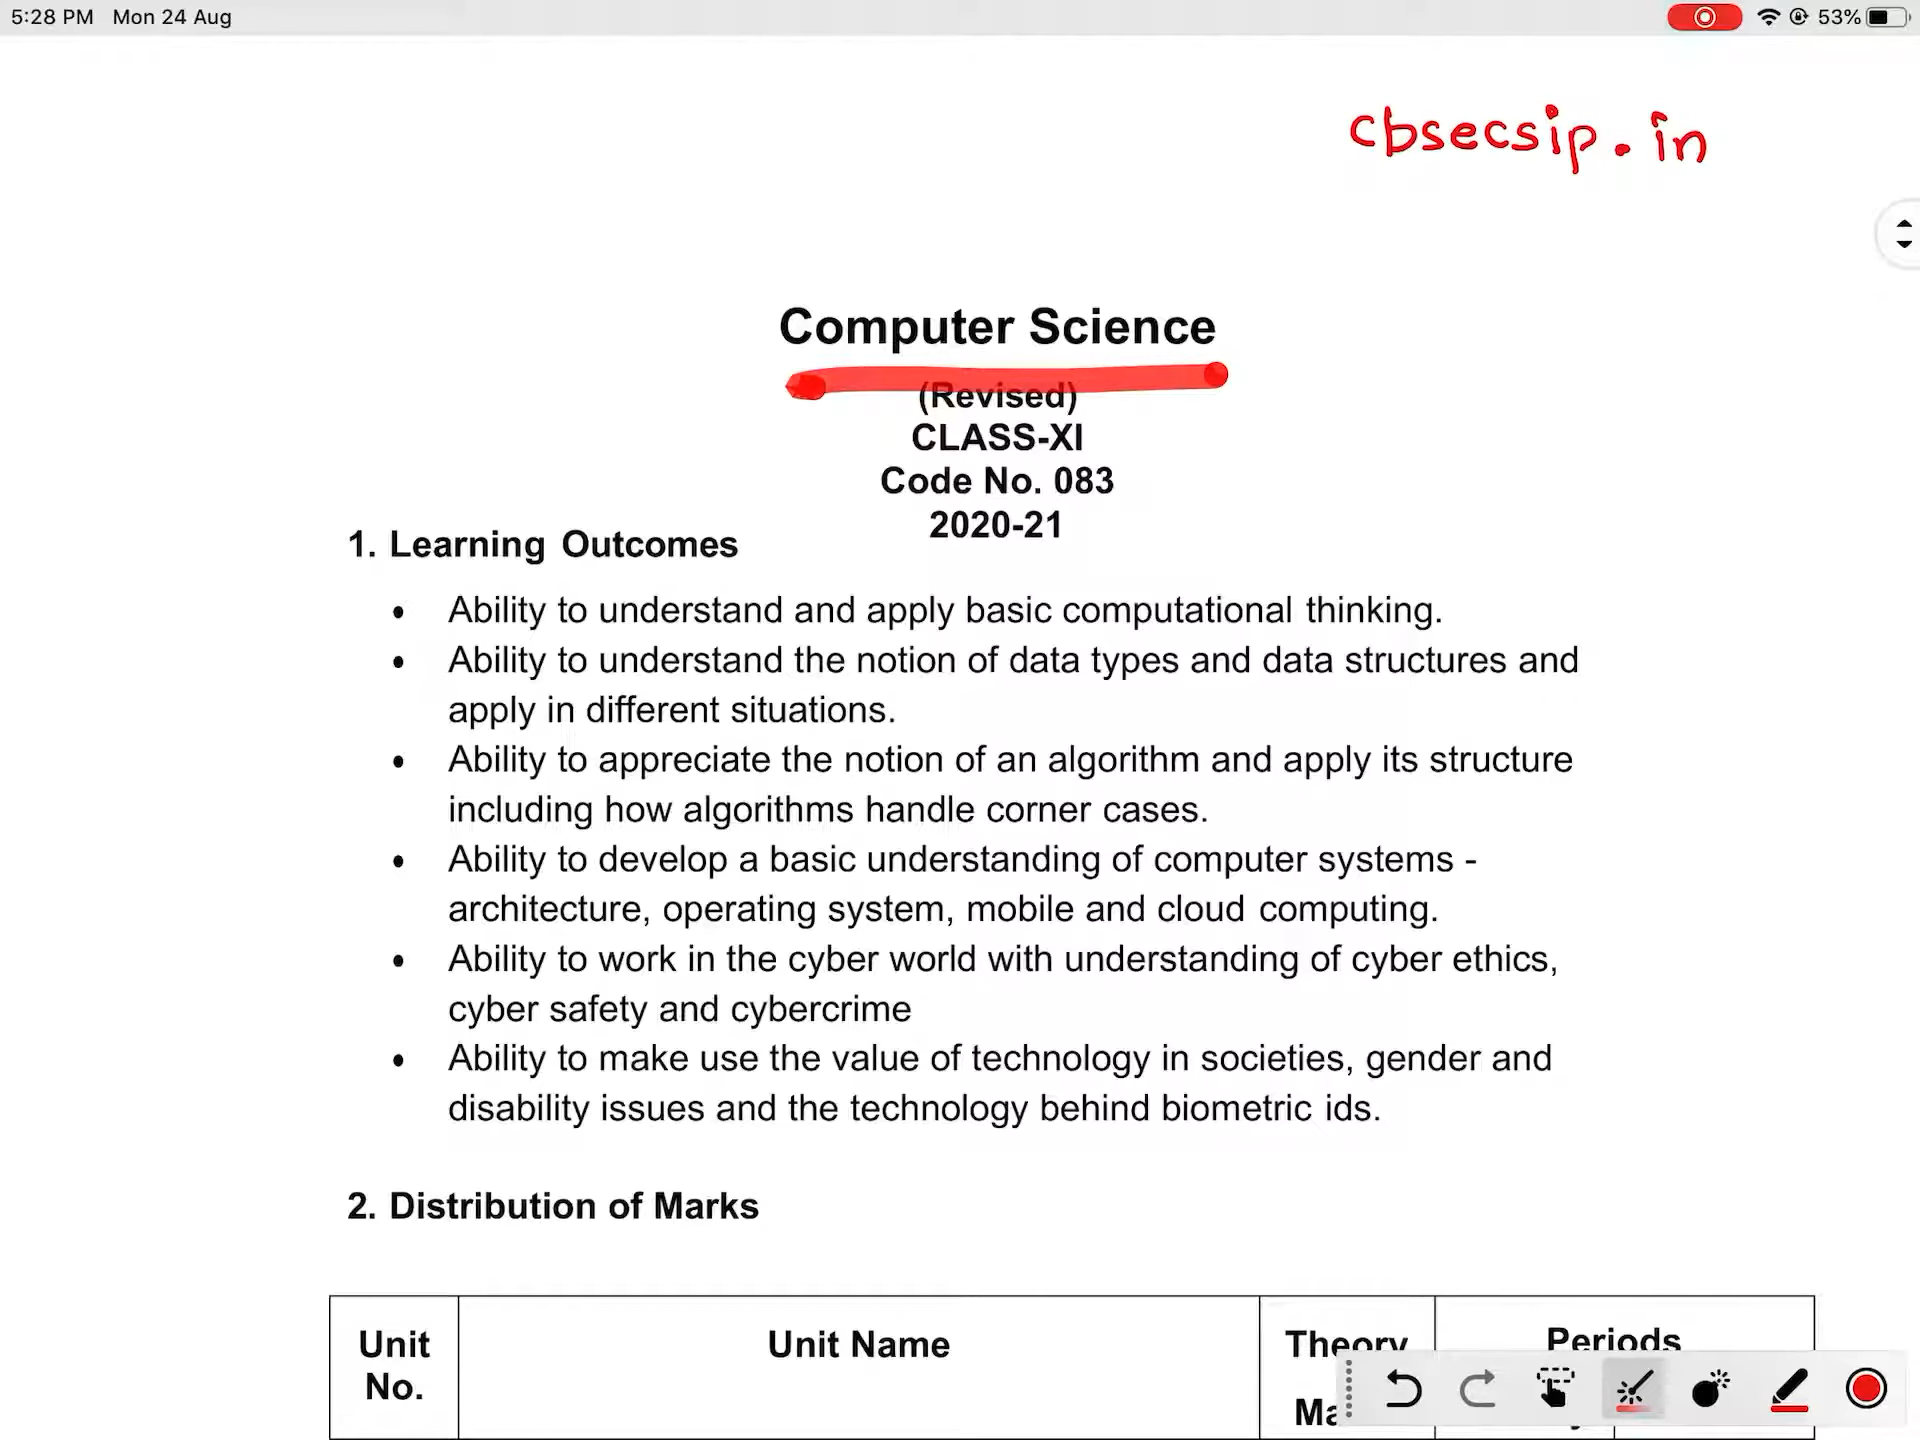 5:28 PM Mon 24 Aug
53%
cbsecsip.in
Computer Science
(Revised)
CLASS-XI
Code No. 083
2020-21
1. Learning Outcomes
• Ability to understand and apply basic computational thinking.
• Ability to understand the notion of data types and data structures and
apply in different situations.
• Ability to appreciate the notion of an algorithm and apply its structure
including how algorithms handle corner cases.
• Ability to develop a basic understanding of computer systems -
architecture, operating system, mobile and cloud computing.
• Ability to work in the cyber world with understanding of cyber ethics,
cyber safety and cybercrime
• Ability to make use the value of technology in societies, gender and
disability issues and the technology behind biometric ids.
2. Distribution of Marks
Unit Name Theory Periods
Unit
No.